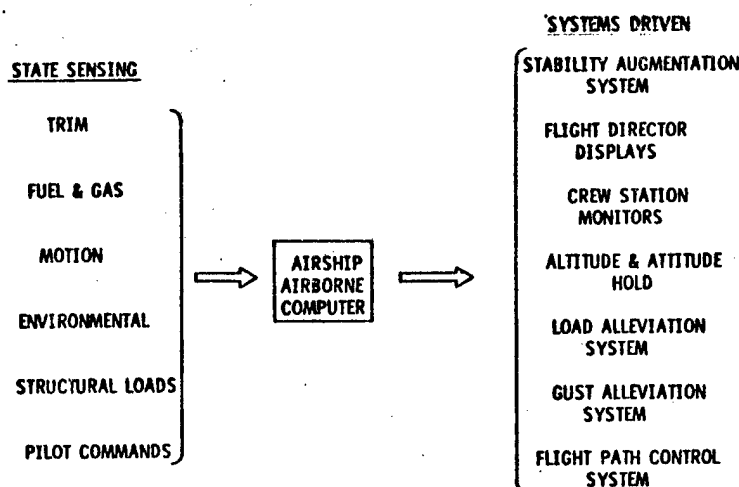 STATE SENSING
TRIM
FUEL & GAS
MOTION
ENVIRONMENTAL
STRUCTURAL LOADS
PILOT COMMANDS
AIRSHIP
AIRBORNE
COMPUTER
SYSTEMS DRIVEN
STABILITY AUGMENTATION
SYSTEM
FLIGHT DIRECTOR
DISPLAYS
CREW STATION
MONITORS
ALTITUDE & ATTITUDE
HOLD
LOAD ALLEVIATION
SYSTEM
GUST ALLEVIATION
SYSTEM
FLIGHT PATH CONTROL
SYSTEM